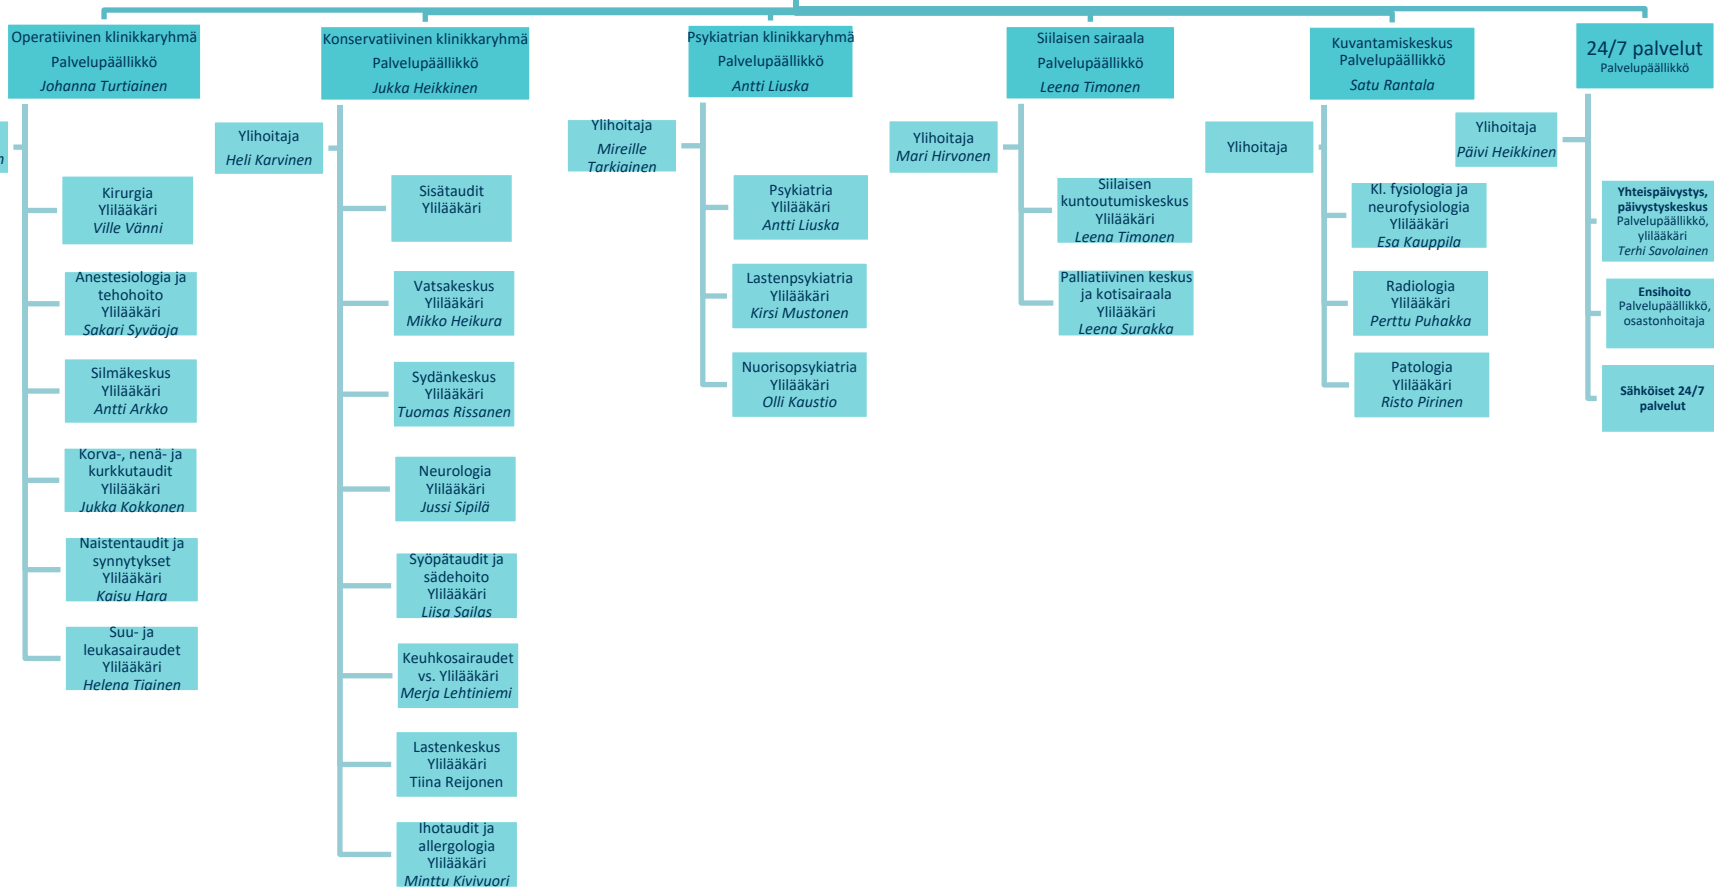 Operatiivinen klinikkaryhmä
Palvelupäällikkö
Johanna Turtiainen
Kirurgia
Ylilääkäri
Ville Vänni
Anestesiologia ja
tehohoito
Ylilääkäri
Sakari Syväoja
Silmäkeskus
Ylilääkäri
Antti Arkko
Korva-, nenä- ja
kurkkutaudit
Ylilääkäri
Jukka Kokkonen
Naistentaudit ja
synnytykset
Ylilääkäri
Kaisu Hara
Suu- ja
leukasairaudet
Ylilääkäri
Helena Tiainen
Konservatiivinen klinikkaryhmä
Palvelupäällikkö
Jukka Heikkinen
Ylihoitaja
Heli Karvinen
Sisätaudit
Ylilääkäri
Vatsakeskus
Ylilääkäri
Mikko Heikura
Sydänkeskus
Ylilääkäri
Tuomas Rissanen
Neurologia
Ylilääkäri
Jussi Sipilä
Syöpätaudit ja
sädehoito
Ylilääkäri
Liisa Sailas
Keuhkosairaudet
vs. Ylilääkäri
Merja Lehtiniemi
Lastenkeskus
Ylilääkäri
Tiina Reijonen
Ihotaudit ja
allergologia
Ylilääkäri
Minttu Kivivuori
Psykiatrian klinikkaryhmä
Palvelupäällikkö
Antti Liuska
Ylihoitaja
Mireille
Tarkiainen
Psykiatria
Ylilääkäri
Antti Liuska
Lastenpsykiatria
Ylilääkäri
Kirsi Mustonen
Nuorisopsykiatria
Ylilääkäri
Olli Kaustio
Siilaisen sairaala
Palvelupäällikkö
Leena Timonen
Ylihoitaja
Mari Hirvonen
Siilaisen
kuntoutumiskeskus
Ylilääkäri
Leena Timonen
Palliatiivinen keskus
ja kotisairaala
Ylilääkäri
Leena Surakka
Kuvantamiskeskus
Palvelupäällikkö
Satu Rantala
Ylihoitaja
Kl. fysiologia ja
neurofysiologia
Ylilääkäri
Esa Kauppila
Radiologia
Ylilääkäri
Perttu Puhakka
Patologia
Ylilääkäri
Risto Pirinen
24/7 palvelut
Palvelupäällikkö
Ylihoitaja
Päivi Heikkinen
Yhteispäivystys,
päivystyskeskus
Palvelupäällikkö,
ylilääkäri
Terhi Savolainen
Ensihoito
Palvelupäällikkö,
osastonhoitaja
Sähköiset 24/7
palvelut